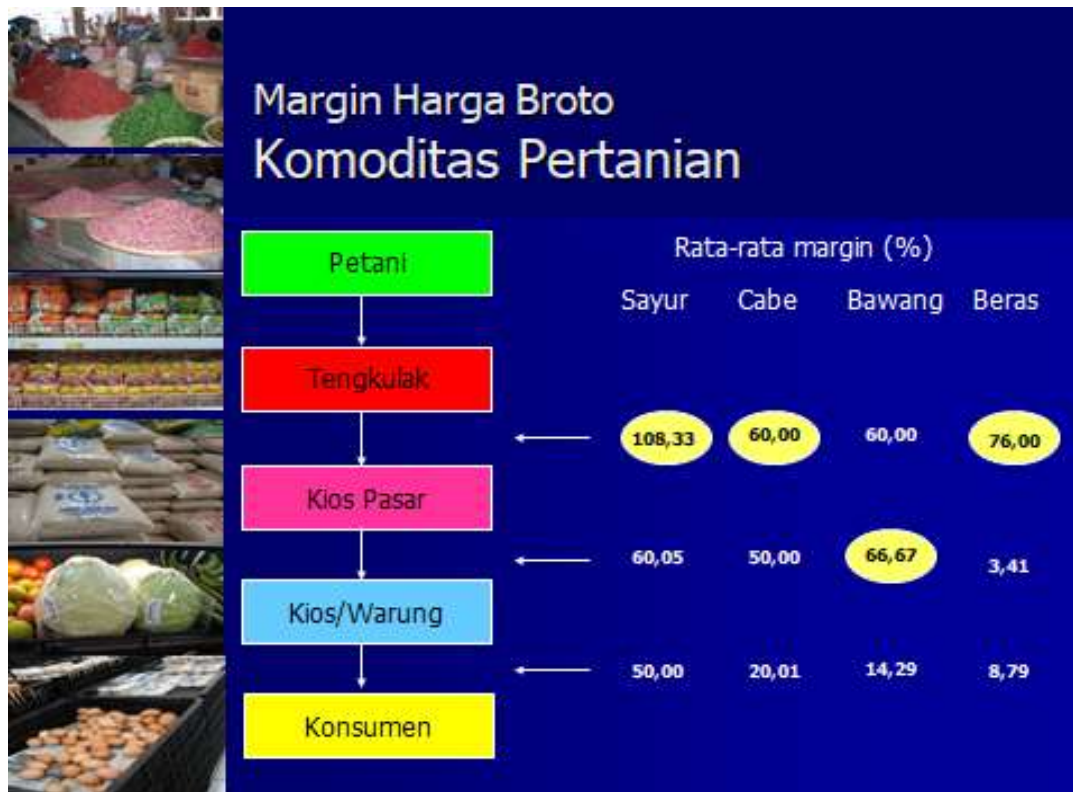 Margin Harga Broto
Komoditas Pertanian
Petani
Rata-rata margin (%)
Sayur Cabe Bawang Beras
Tengkulak
108,33 60,00 60,00 76,00
Kios Pasar
60,05 50,00 66,67 3,41
Kios/Warung
50,00 20,01 14,29 8,79
Konsumen